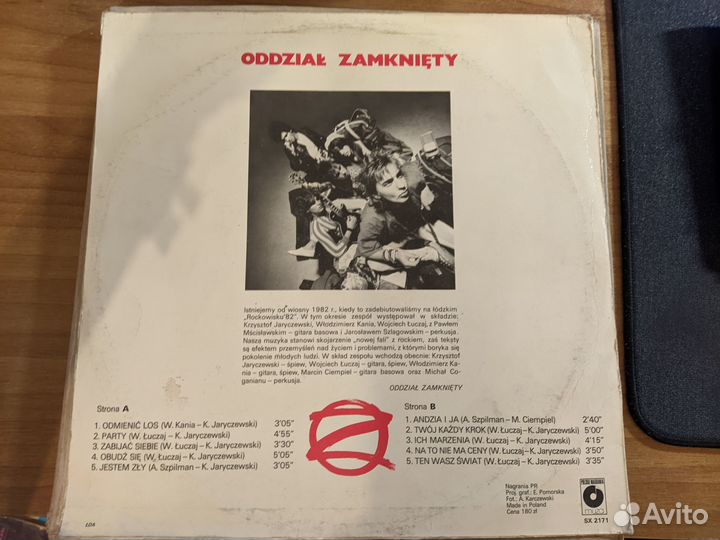 ODDZIAŁ ZAMKNIĘTY
Istniejemy od wiosny 1982 r., kiedy to zadebiutowaliśmy na łódzkim
„Rockowisku'82”. W tym okresie zespół występował w składzie:
Krzysztof Jaryczewski, Włodzimierz Kania, Wojciech Łuczaj, z Pawłem
Mścisławskim – gitara basowa i Jarosławem Szlagowskim – perkusja.
Nasza muzyka stanowi skojarzenie „nowej fali” z rockiem, zaś teksty
są efektem przemyśleń nad życiem i problemami, z którymi boryka się
pokolenie młodych ludzi. W skład zespołu wchodzą obecnie: Krzysztof
Jaryczewski – śpiew, Wojciech Łuczaj – gitara, śpiew, Włodzimierz Ka-
nia – gitara, śpiew, Marcin Ciempiel – gitara basowa oraz Michał Co-
ganianu – perkusja.
ODDZIAŁ ZAMKNIĘTY
Strona A
1. ODMIENIĆ LOS (W. Kania – K. Jaryczewski) 3'05”
2. PARTY (W. Łuczaj – K. Jaryczewski) 4'55”
3. ZABIJAĆ SIEBIE (W. Łuczaj – K. Jaryczewski) 3'30”
4. OBUDŹ SIĘ (W. Łuczaj – K. Jaryczewski) 5'05”
5. JESTEM ZŁY (A. Szpilman – K. Jaryczewski) 3'05”
Strona B
1. ANDZIA I JA (A. Szpilman – M. Ciempiel) 2'40”
2. TWÓJ KAŻDY KROK (W. Łuczaj – K. Jaryczewski) 5'00”
3. ICH MARZENIA (W. Łuczaj – K. Jaryczewski) 4'15”
4. NA TO NIE MA CENY (W. Łuczaj – K. Jaryczewski) 3'50”
5. TEN WASZ ŚWIAT (W. Łuczaj – K. Jaryczewski) 3'35”
Nagrania PR
Proj. graf.: E. Pomorska
Fot.: A. Karczewski
Made in Poland
Cena 180 zł
POLSKIE NAGRANIA
muza
SX 2171
ŁDA
Avito